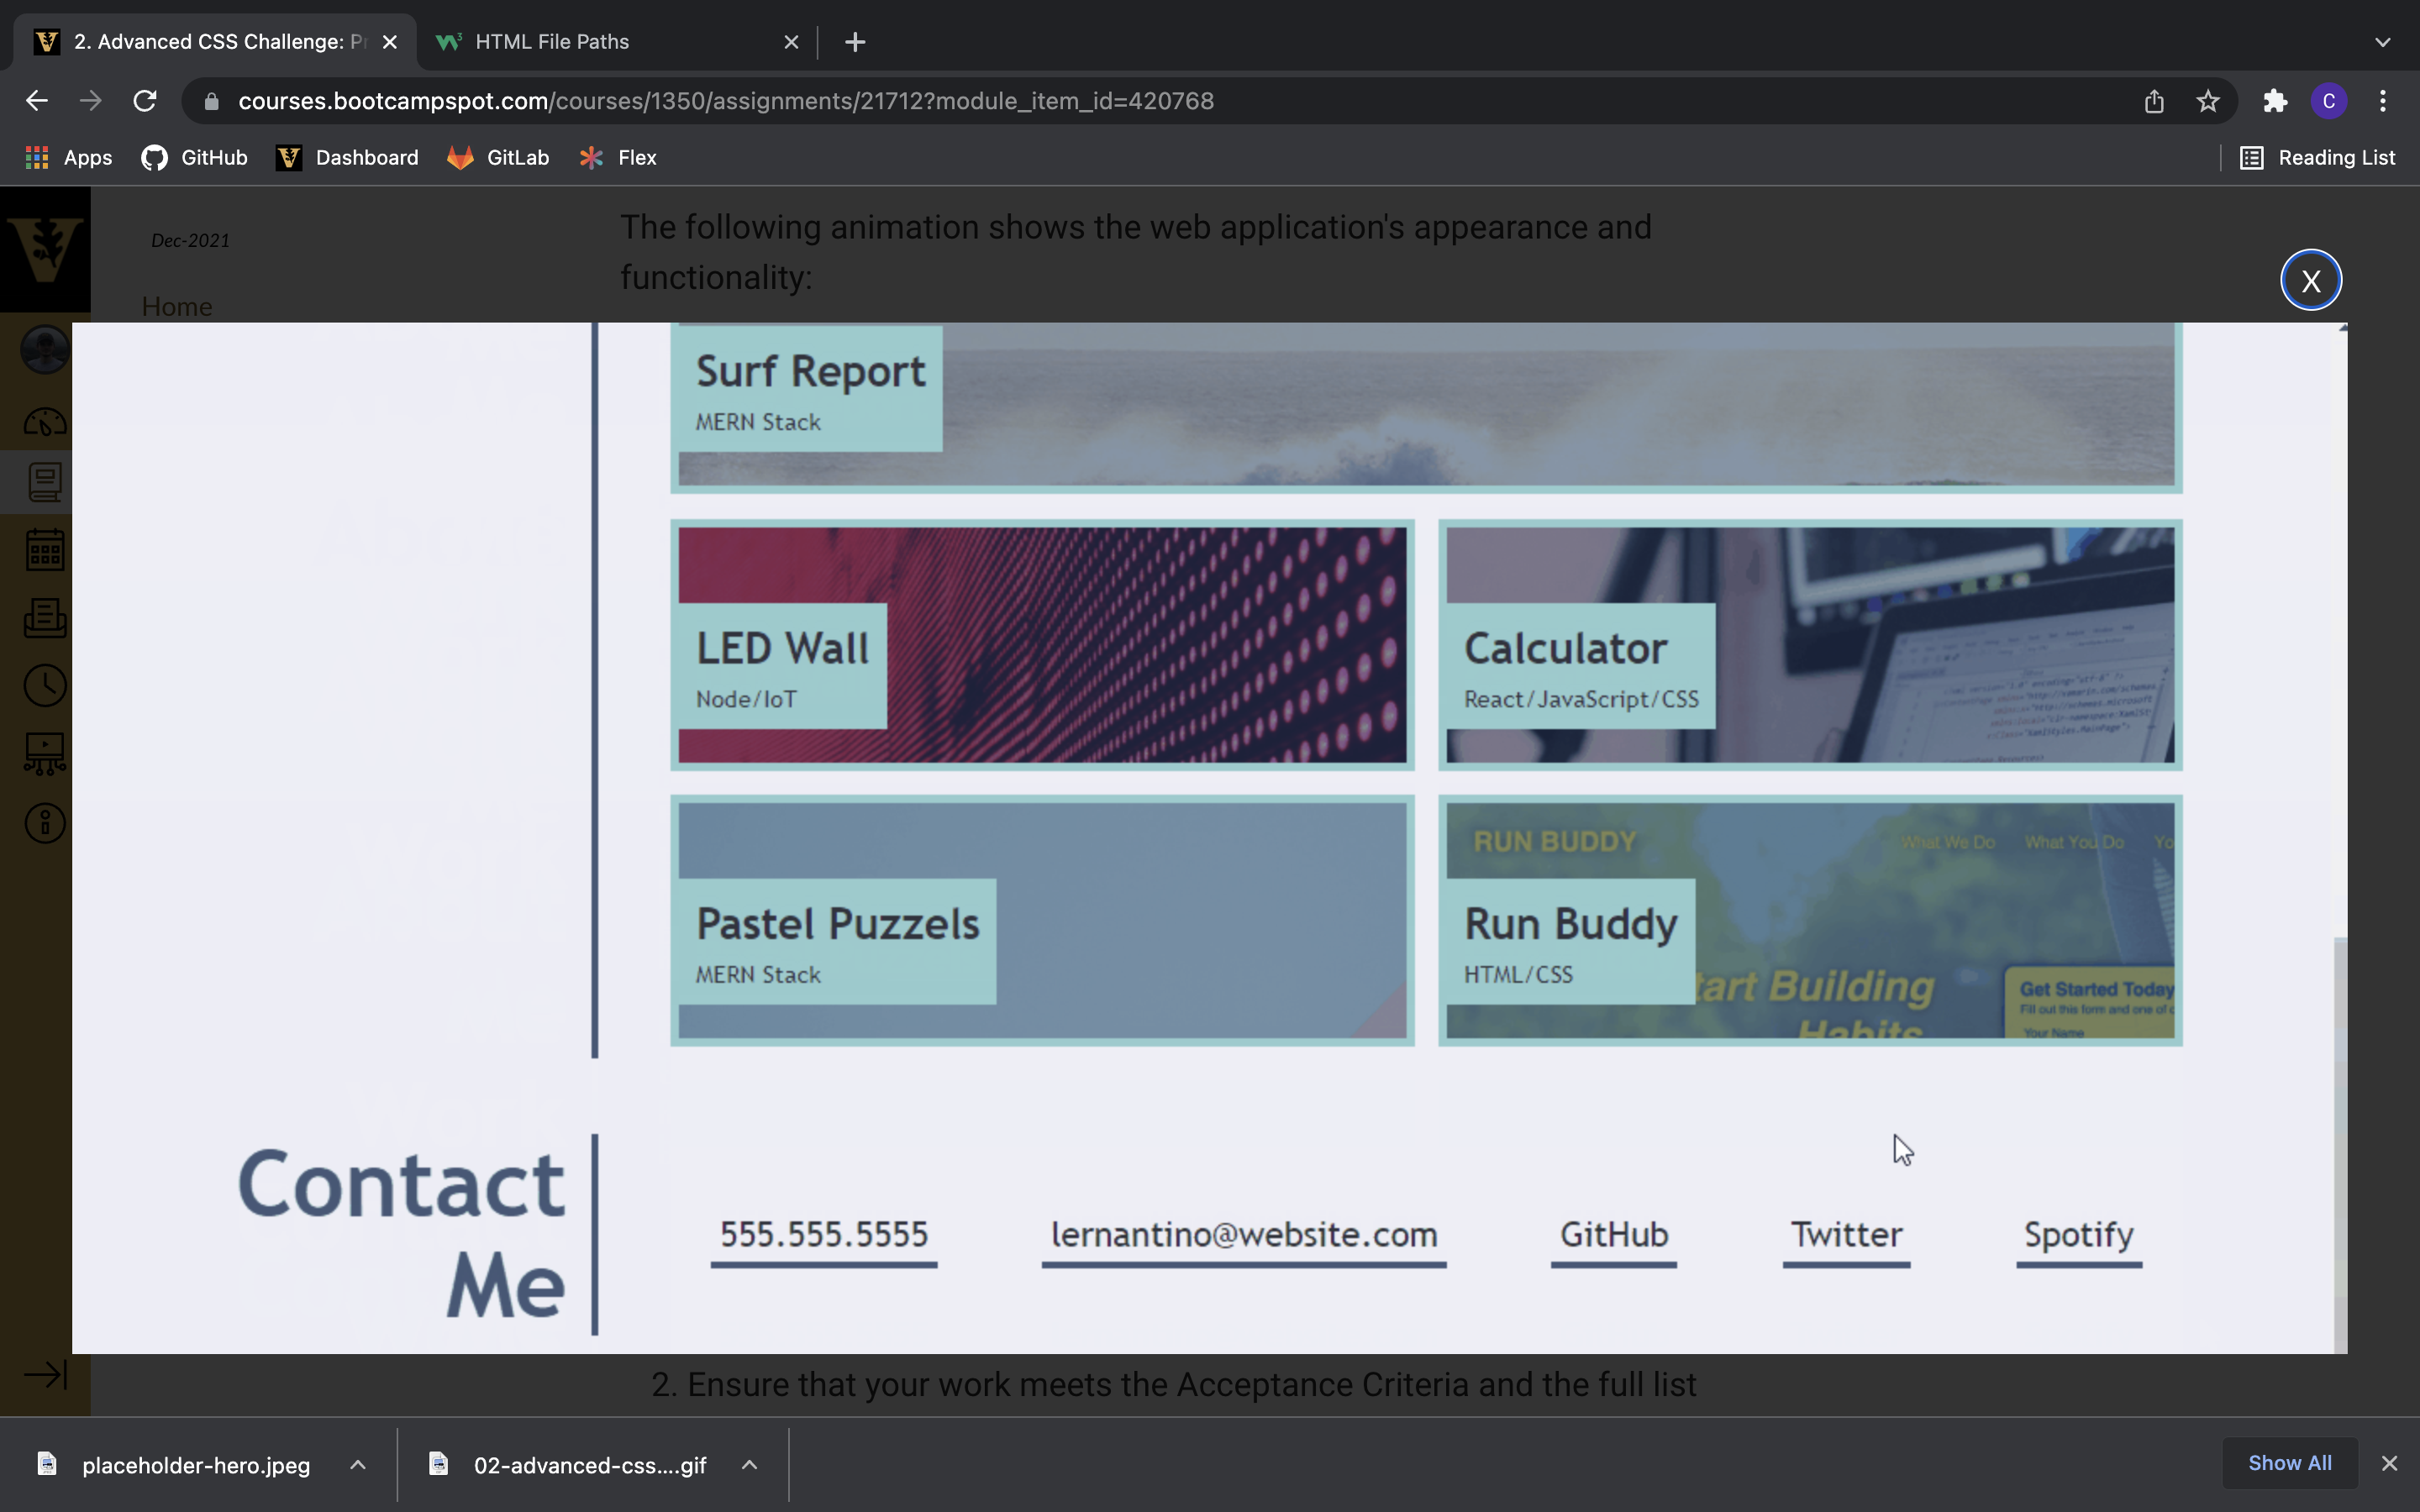 2. Advanced CSS Challenge: Pr
HTML File Paths
courses.bootcampspot.com/courses/1350/assignments/21712?module_item_id=420768
C
Apps
GitHub
Dashboard
GitLab
Flex
Reading List
The following animation shows the web application's appearance and
functionality:
Dec-2021
Home
X
Surf Report
MERN Stack
LED Wall
Node/IoT
Calculator
React/JavaScript/CSS
Pastel Puzzels
MERN Stack
RUN BUDDY
What We Do
What You Do
Yo
Run Buddy
HTML/CSS
tart Building
Habits
Get Started Today
Fill out this form and one of
Your Name
Contact
Me
555.555.5555
lernantino@website.com
GitHub
Twitter
Spotify
2. Ensure that your work meets the Acceptance Criteria and the full list
placeholder-hero.jpeg
02-advanced-css....gif
Show All